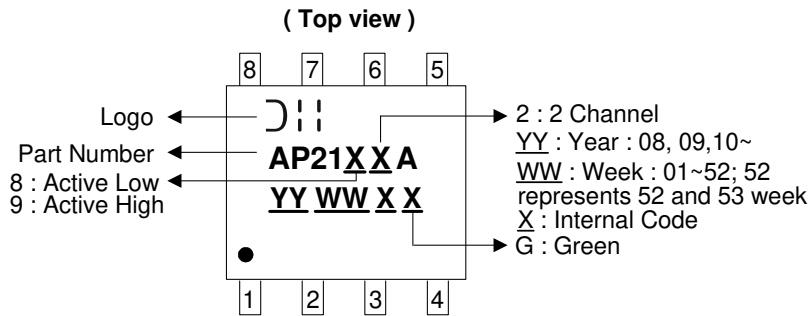 ( Top view )
8 7 6 5
Logo
Part Number
8 : Active Low
9 : Active High
AP21XXA
YY WW X X
2 : 2 Channel
YY : Year : 08, 09,10~
WW : Week : 01~52; 52
represents 52 and 53 week
X : Internal Code
G : Green
1 2 3 4